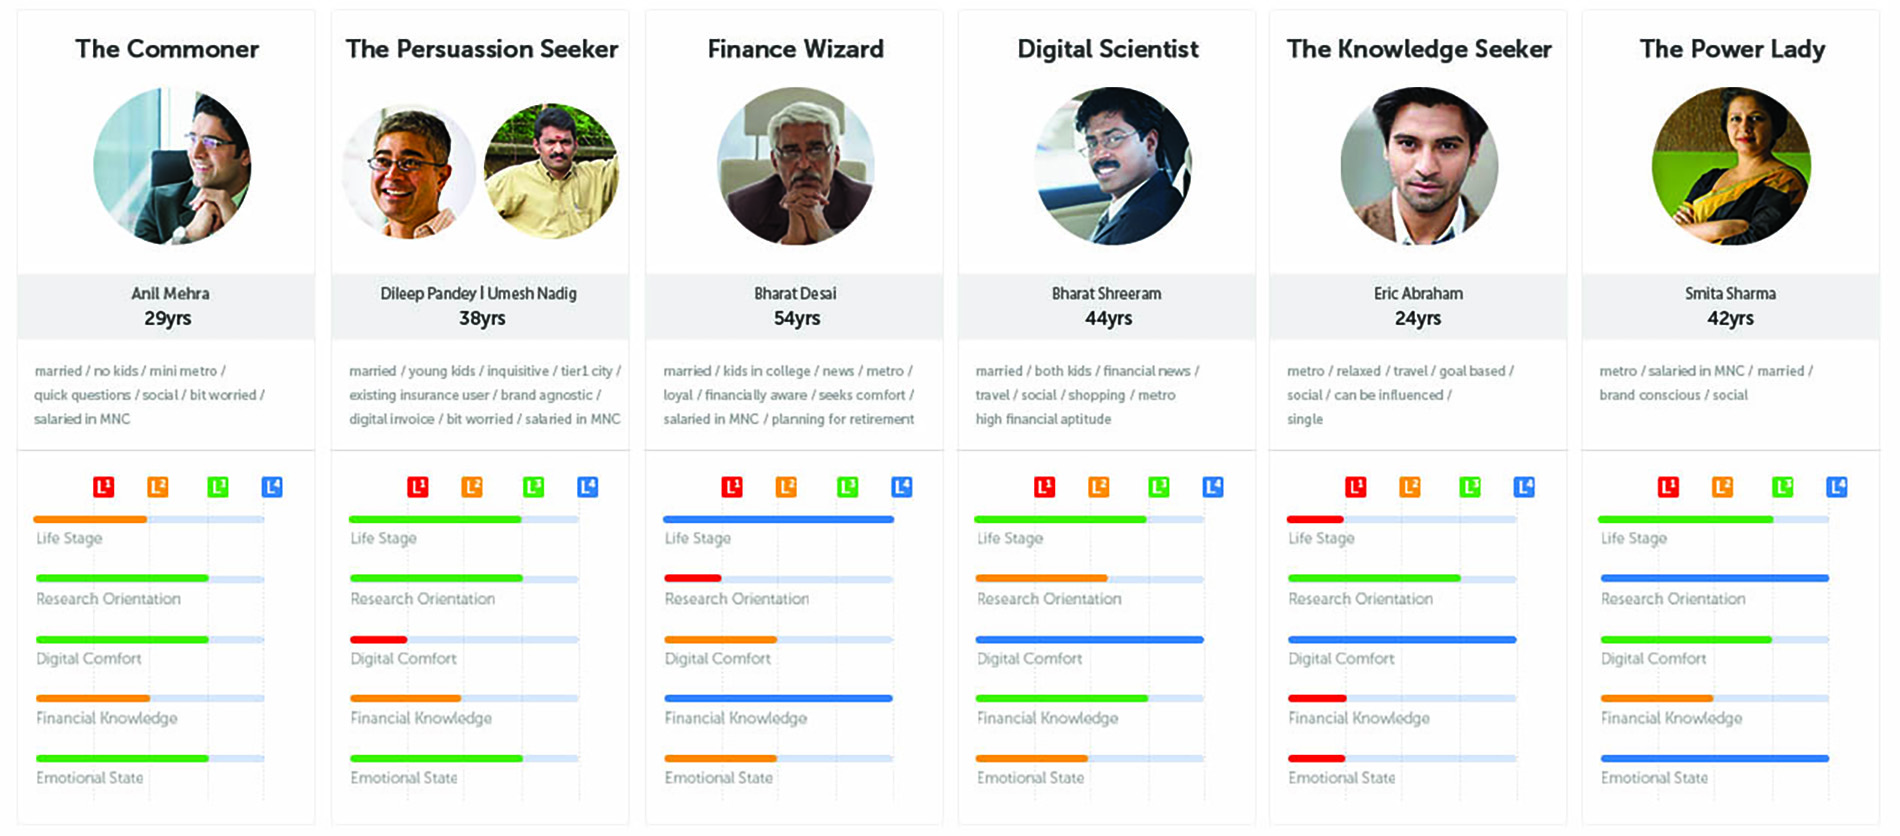 The Commoner
Anil Mehra
29yrs
married / no kids / mini metro /
quick questions / social / bit worried /
salaried in MNC
L1 L2 L3 L4
Life Stage
Research Orientation
Digital Comfort
Financial Knowledge
Emotional State
The Persuassion Seeker
Dileep Pandey | Umesh Nadig
38yrs
married / young kids / inquisitive / tier1 city /
existing insurance user / brand agnostic /
digital invoice / bit worried / salaried in MNC
L1 L2 L3 L4
Life Stage
Research Orientation
Digital Comfort
Financial Knowledge
Emotional State
Finance Wizard
Bharat Desai
54yrs
married / kids in college / news / metro /
loyal / financially aware / seeks comfort /
salaried in MNC / planning for retirement
L1 L2 L3 L4
Life Stage
Research Orientation
Digital Comfort
Financial Knowledge
Emotional State
Digital Scientist
Bharat Shreeram
44yrs
married / both kids / financial news /
travel / social / shopping / metro
high financial aptitude
L1 L2 L3 L4
Life Stage
Research Orientation
Digital Comfort
Financial Knowledge
Emotional State
The Knowledge Seeker
Eric Abraham
24yrs
metro / relaxed / travel / goal based /
social / can be influenced /
single
L1 L2 L3 L4
Life Stage
Research Orientation
Digital Comfort
Financial Knowledge
Emotional State
The Power Lady
Smita Sharma
42yrs
metro / salaried in MNC / married /
brand conscious / social
L1 L2 L3 L4
Life Stage
Research Orientation
Digital Comfort
Financial Knowledge
Emotional State